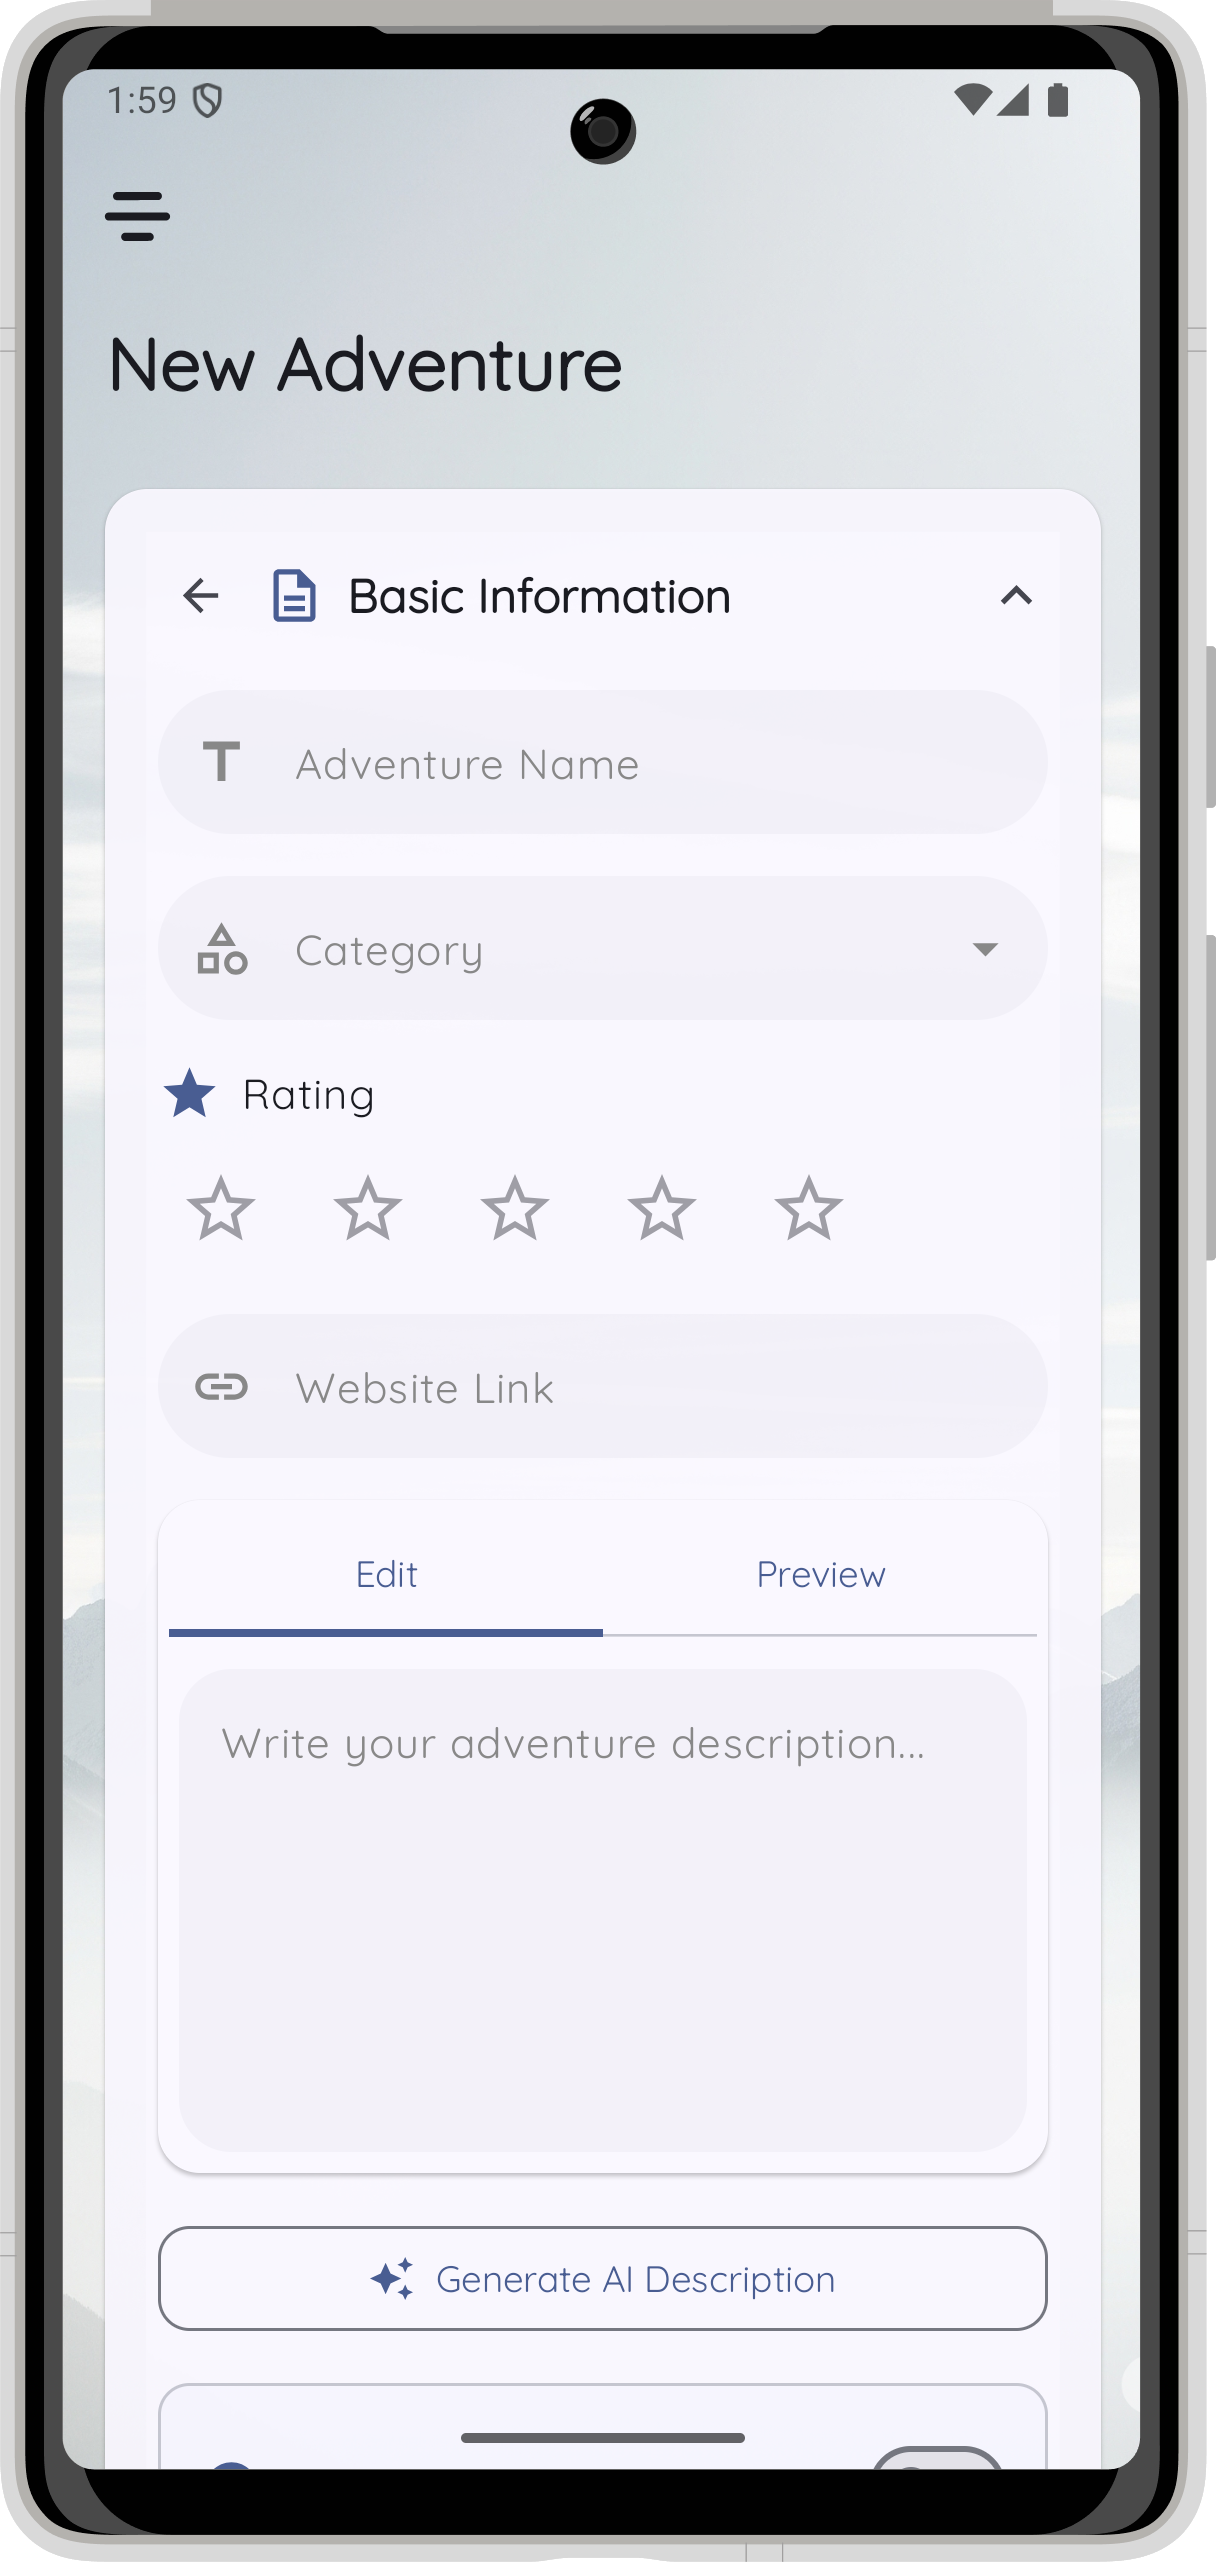 1:59
New Adventure
Basic Information
Adventure Name
Category
Rating
Website Link
Edit Preview
Write your adventure description...
Generate AI Description